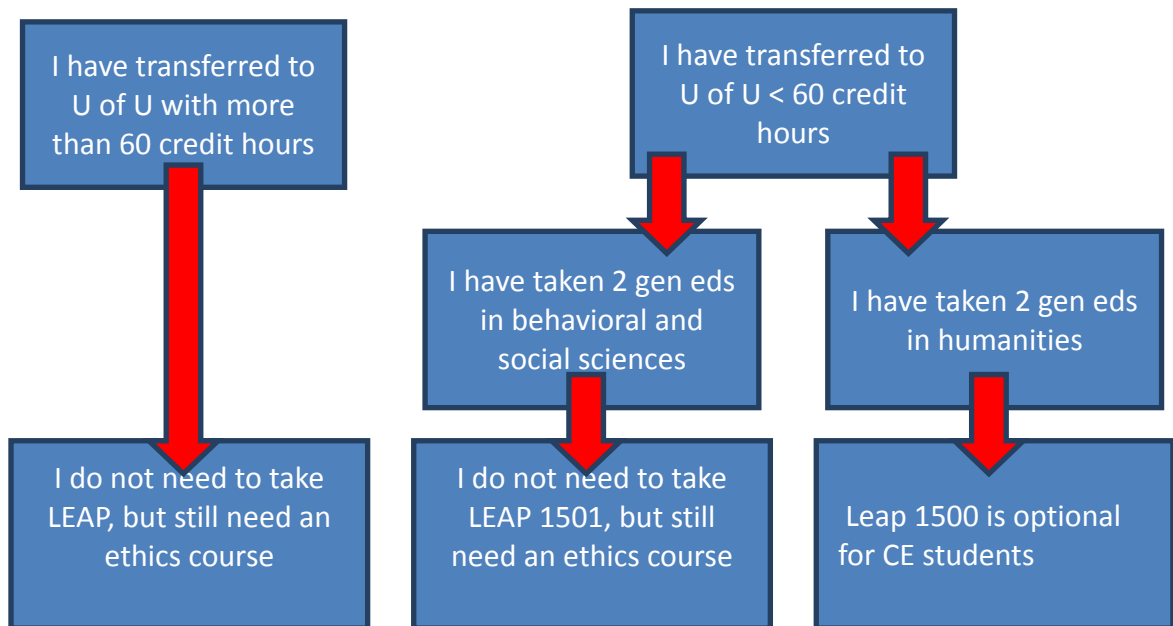 I have transferred to
U of U with more
than 60 credit hours
I have transferred to
U of U < 60 credit
hours
I have taken 2 gen eds
in behavioral and
social sciences
I have taken 2 gen eds
in humanities
I do not need to take
LEAP, but still need an
ethics course
I do not need to take
LEAP 1501, but still
need an ethics course
Leap 1500 is optional
for CE students